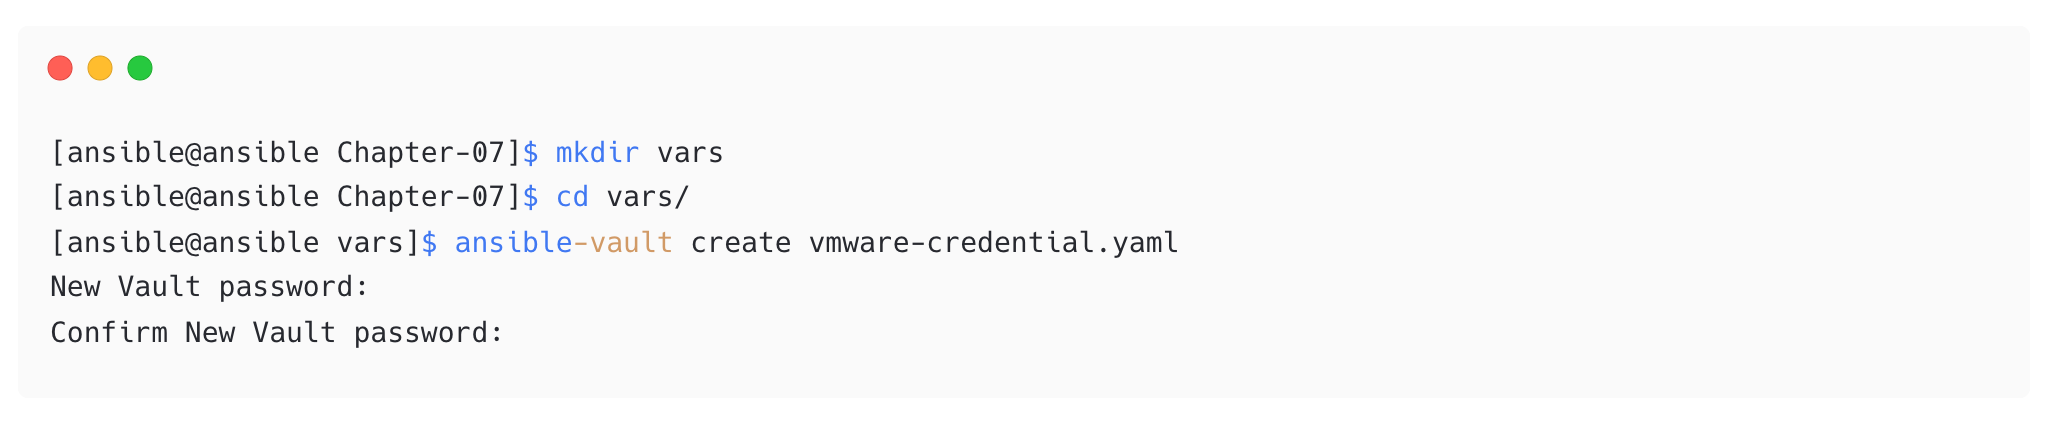 [ansible@ansible Chapter-07]$ mkdir vars
[ansible@ansible Chapter-07]$ cd vars/
[ansible@ansible vars]$ ansible-vault create vmware-credential.yaml
New Vault password:
Confirm New Vault password: